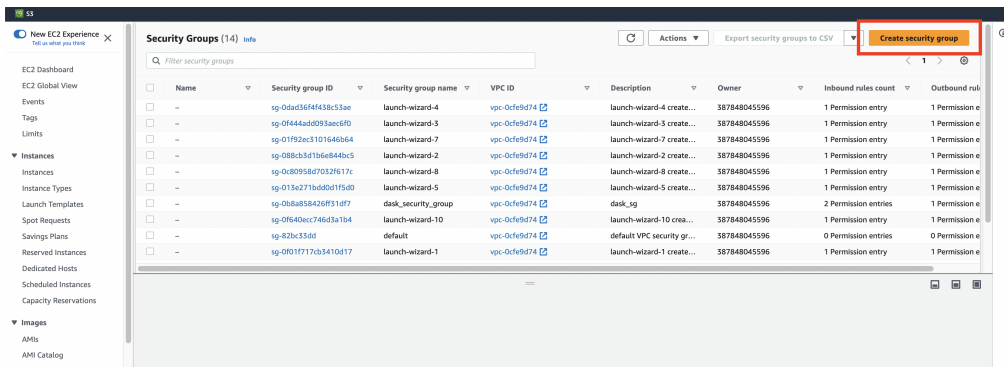 S3
New EC2 Experience
Tell us what you think
EC2 Dashboard
EC2 Global View
Events
Tags
Limits
Instances
Instances
Instance Types
Launch Templates
Spot Requests
Savings Plans
Reserved Instances
Dedicated Hosts
Scheduled Instances
Capacity Reservations
Images
AMIs
AMI Catalog
Security Groups (14) Info
Actions
Export security groups to CSV
Create security group
Filter security groups
1
Name Security group ID Security group name VPC ID Description Owner Inbound rules count Outbound rul
– sg-0dad36f4f438c53ae launch-wizard-4 vpc-0cfe9d74 launch-wizard-4 create... 387848045596 1 Permission entry 1 Permission e
– sg-0f444add093aec6f0 launch-wizard-3 vpc-0cfe9d74 launch-wizard-3 create... 387848045596 1 Permission entry 1 Permission e
– sg-01f92ec3101646b64 launch-wizard-7 vpc-0cfe9d74 launch-wizard-7 create... 387848045596 1 Permission entry 1 Permission e
– sg-088cb3d1b6e844bc5 launch-wizard-2 vpc-0cfe9d74 launch-wizard-2 create... 387848045596 1 Permission entry 1 Permission e
– sg-0c80958d7032f617c launch-wizard-8 vpc-0cfe9d74 launch-wizard-8 create... 387848045596 1 Permission entry 1 Permission e
– sg-013e271bdd0d1f5d0 launch-wizard-5 vpc-0cfe9d74 launch-wizard-5 create... 387848045596 1 Permission entry 1 Permission e
– sg-0b8a858426ff31df7 dask_security_group vpc-0cfe9d74 dask_sg 387848045596 2 Permission entries 1 Permission e
– sg-0f640ecc746d3a1b4 launch-wizard-10 vpc-0cfe9d74 launch-wizard-10 crea... 387848045596 1 Permission entry 1 Permission e
– sg-82bc33dd default vpc-0cfe9d74 default VPC security gr... 387848045596 0 Permission entries 0 Permission e
– sg-0f01f717cb3410d17 launch-wizard-1 vpc-0cfe9d74 launch-wizard-1 create... 387848045596 1 Permission entry 1 Permission e